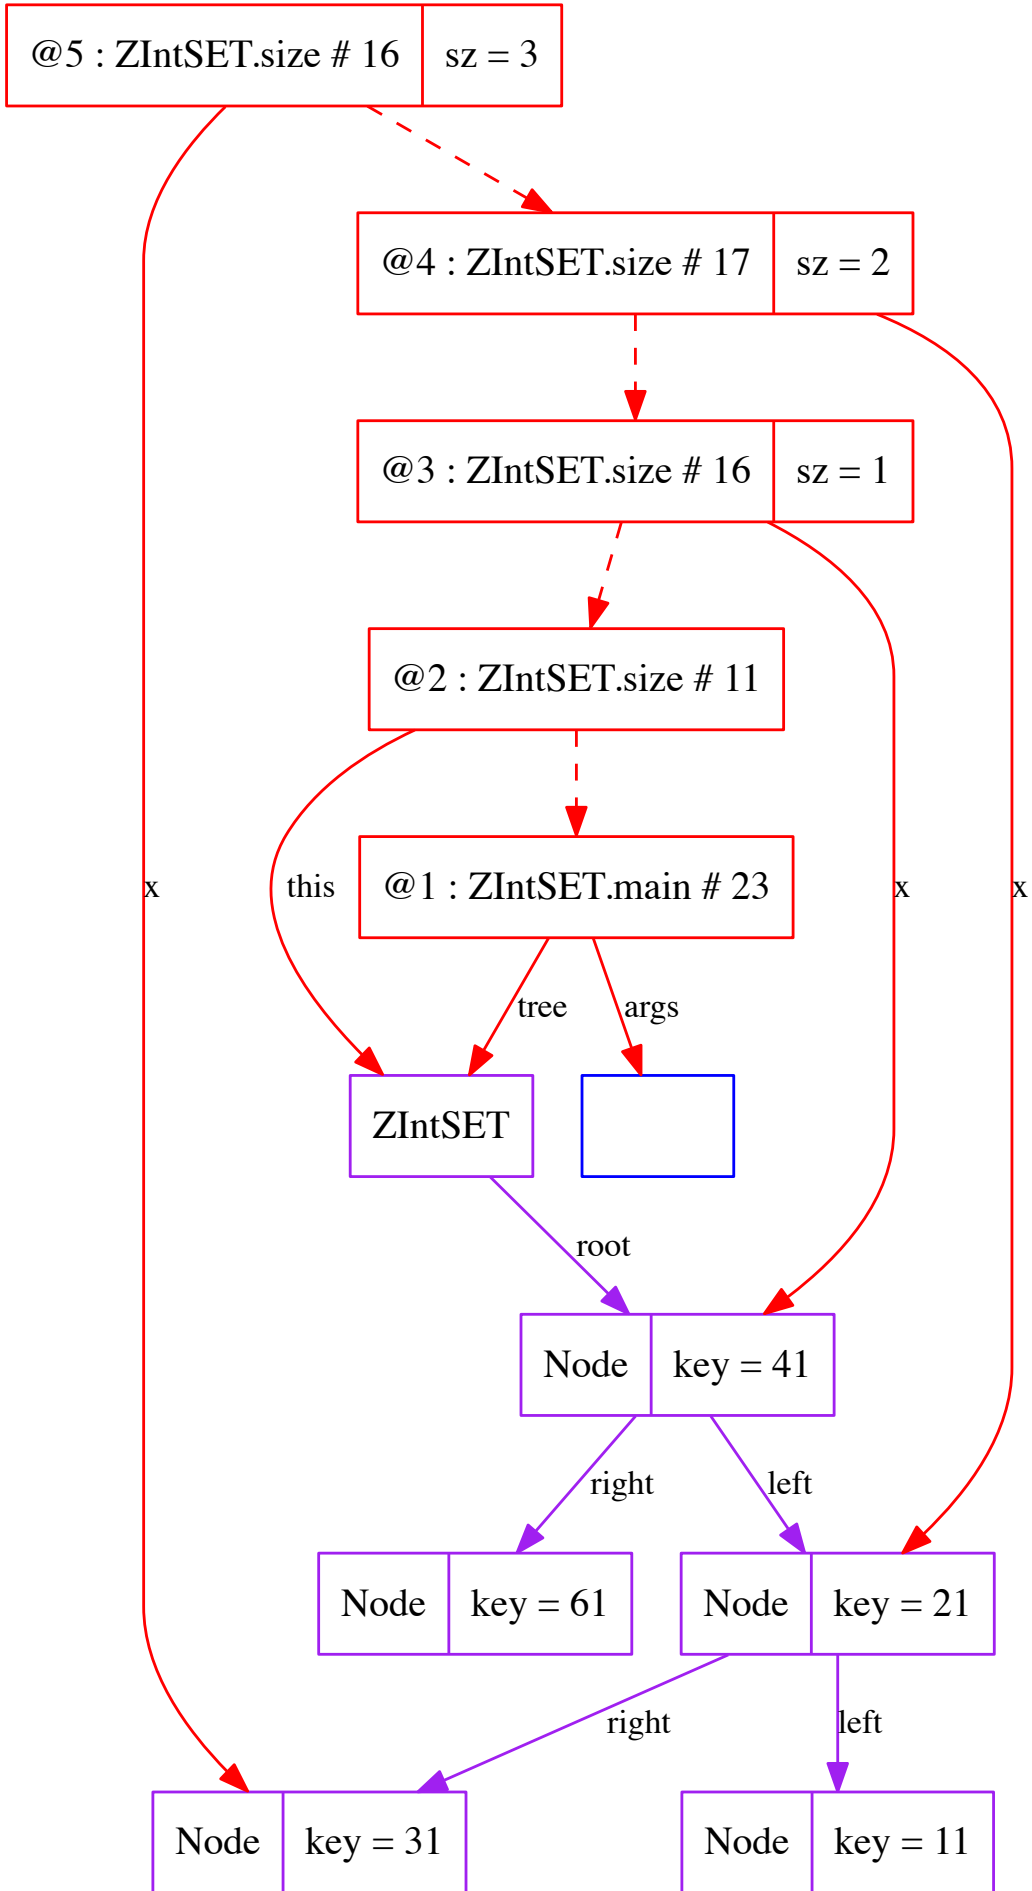 @5 : ZIntSET.size # 16 sz = 3
@4 : ZIntSET.size # 17 sz = 2
@3 : ZIntSET.size # 16 sz = 1
@2 : ZIntSET.size # 11
x this @1 : ZIntSET.main # 23 x x
tree args
ZIntSET
root
Node key = 41
right left
Node key = 61 Node key = 21
right left
Node key = 31 Node key = 11